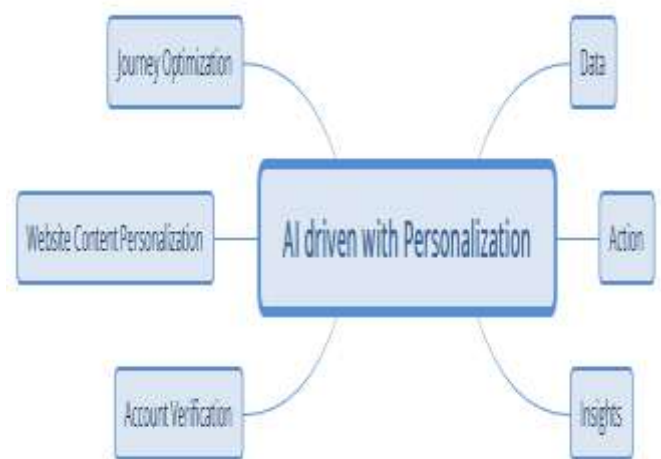 Journey Optimization
Data
AI driven with Personalization
Website Content Personalization
Action
Account Verification
Insights